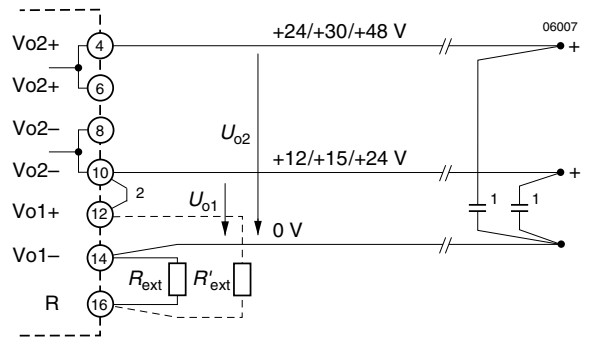 06007
+24/+30/+48 V
Vo2+ 4 +
Vo2+ 6
Vo2– 8
Uo2
+12/+15/+24 V
Vo2– 10 +
2 Uo1 1 1
Vo1+ 12
0 V
Vo1– 14
Rext R'ext
R 16